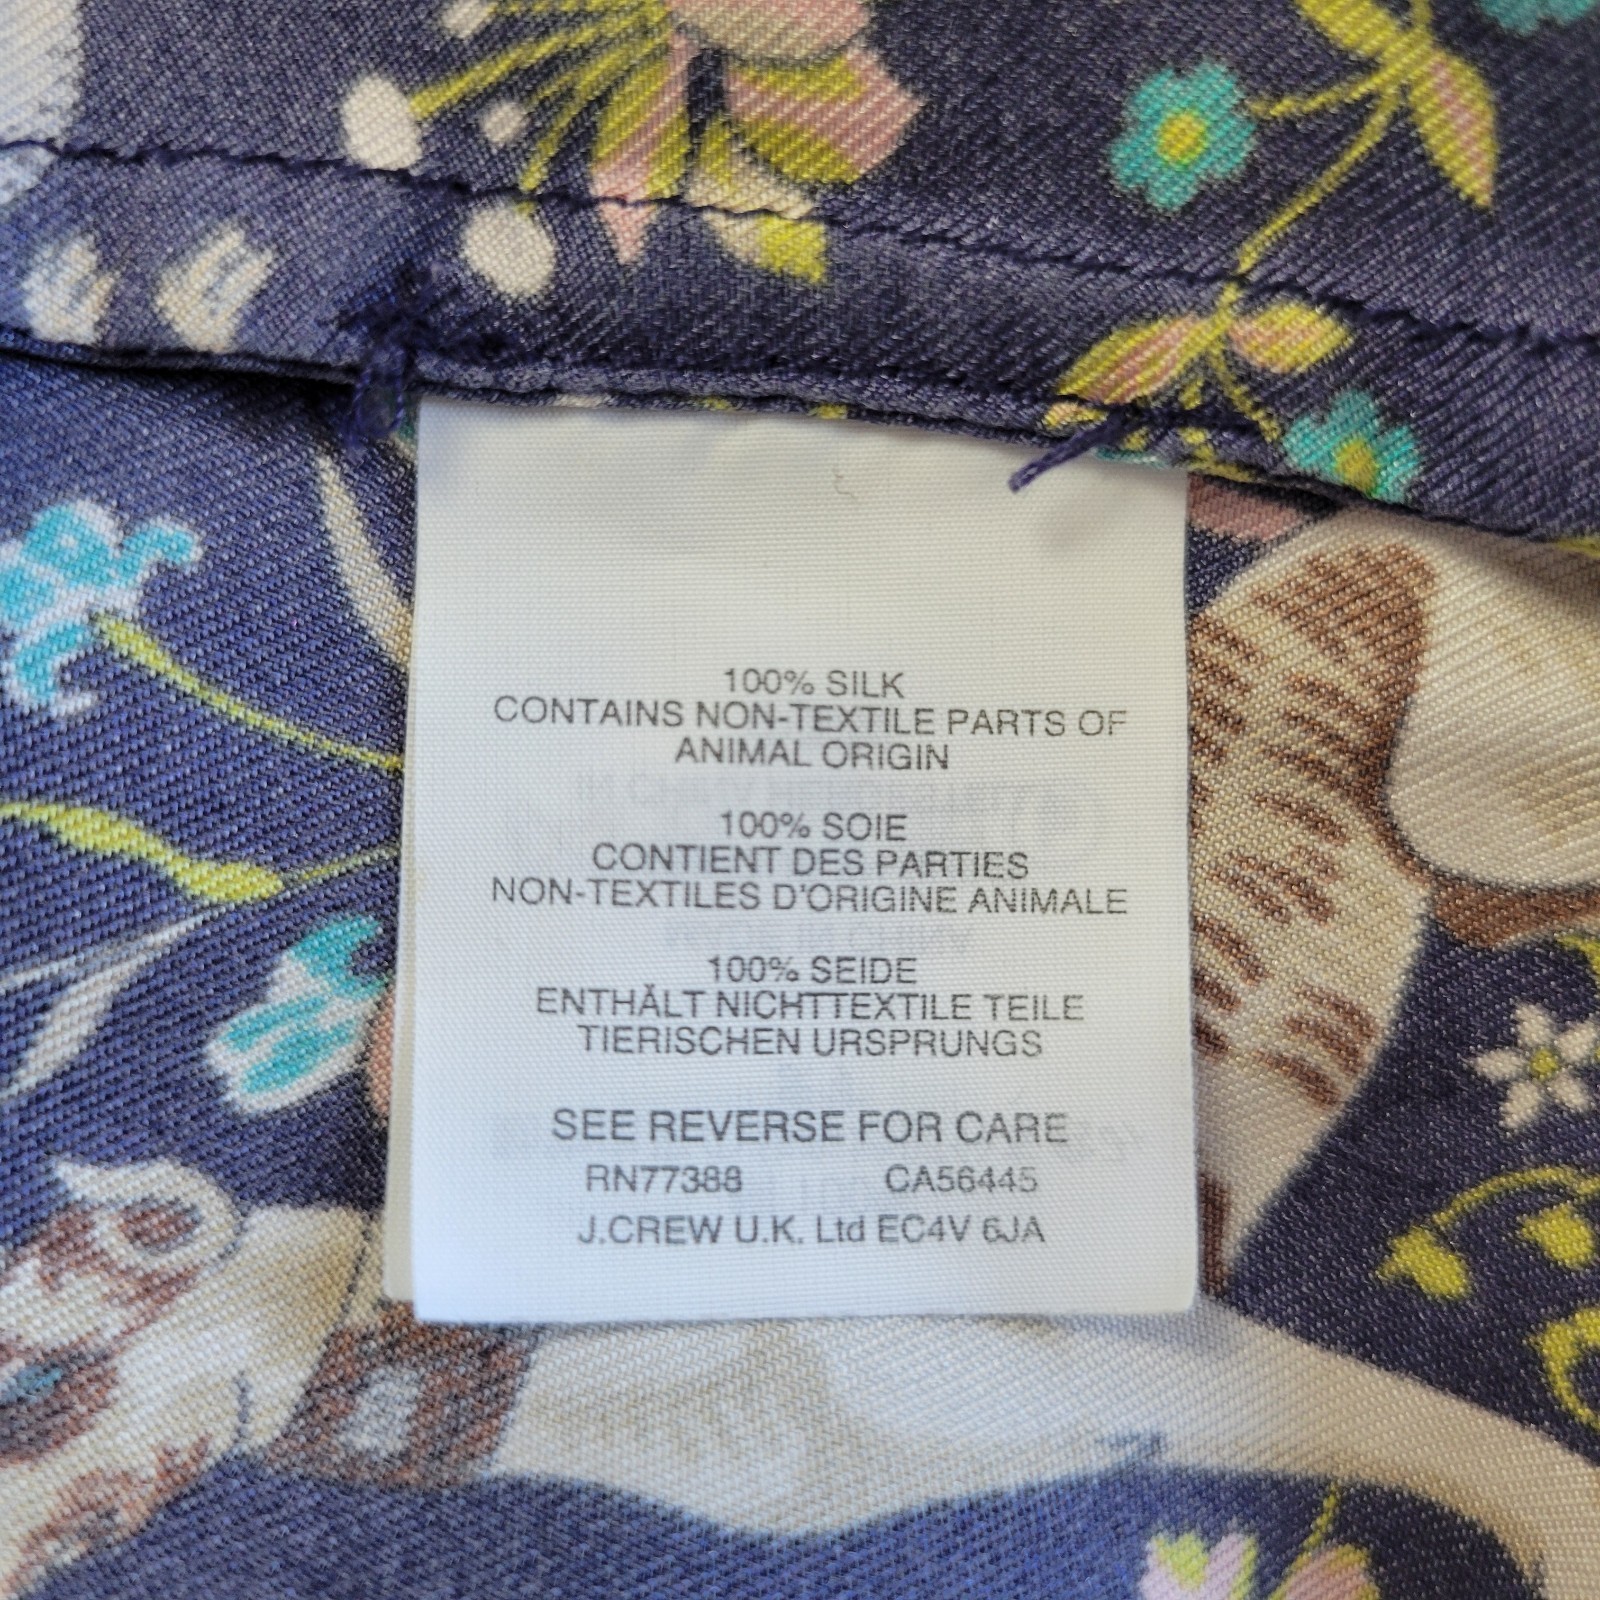 100% SILK
CONTAINS NON-TEXTILE PARTS OF
ANIMAL ORIGIN
100% SOIE
CONTIENT DES PARTIES
NON-TEXTILES D'ORIGINE ANIMALE
100% SEIDE
ENTHÄLT NICHTTEXTILE TEILE
TIERISCHEN URSPRUNGS
SEE REVERSE FOR CARE
RN77388 CA56445
J.CREW U.K. Ltd EC4V 6JA